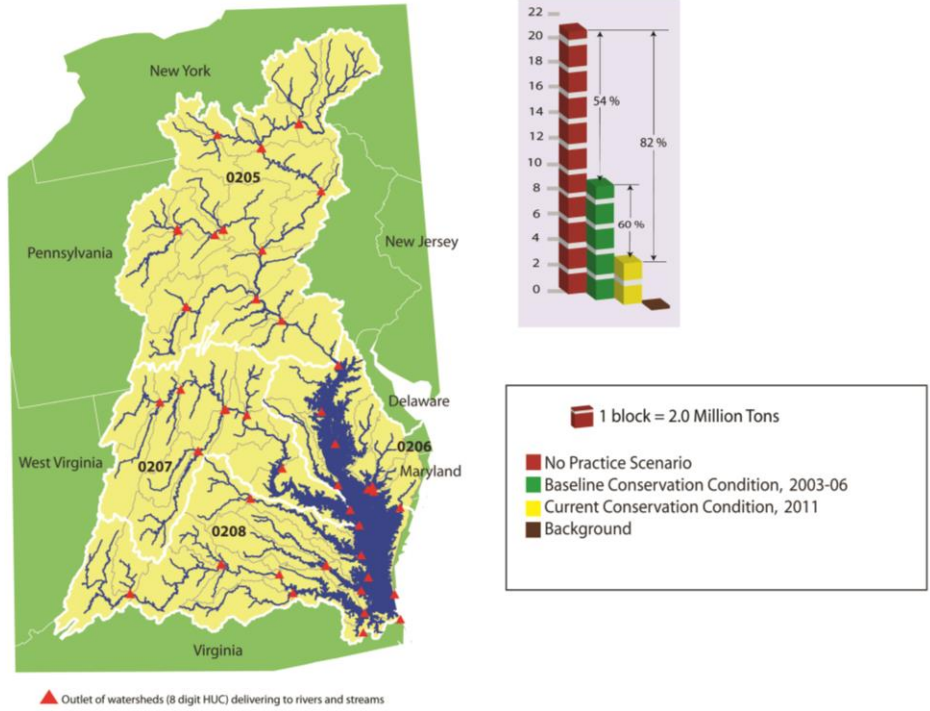 New York
0205
Pennsylvania
New Jersey
Delaware
0206
West Virginia
0207
Maryland
0208
Virginia
Outlet of watersheds (8 digit HUC) delivering to rivers and streams
22
20
18
16
14
12
10
8
6
4
2
0
54 %
82 %
60 %
1 block = 2.0 Million Tons
No Practice Scenario
Baseline Conservation Condition, 2003-06
Current Conservation Condition, 2011
Background